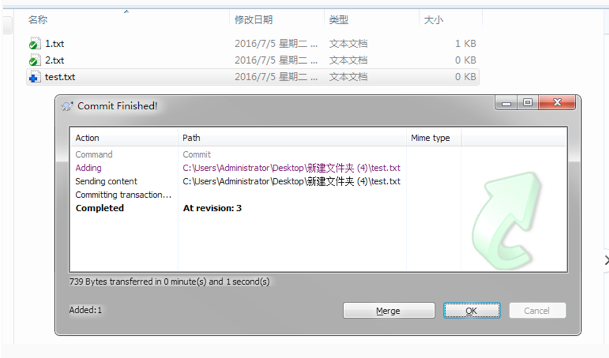 名称 修改日期 类型 大小
1.txt 2016/7/5 星期二 ... 文本文档 1 KB
2.txt 2016/7/5 星期二 ... 文本文档 0 KB
test.txt 2016/7/5 星期二 ... 文本文档 0 KB
Commit Finished!
Action Path Mime type
Command Commit
Adding C:\Users\Administrator\Desktop\新建文件夹 (4)\test.txt
Sending content C:\Users\Administrator\Desktop\新建文件夹 (4)\test.txt
Committing transaction...
Completed At revision: 3
739 Bytes transferred in 0 minute(s) and 1 second(s)
Added:1
Merge OK Cancel